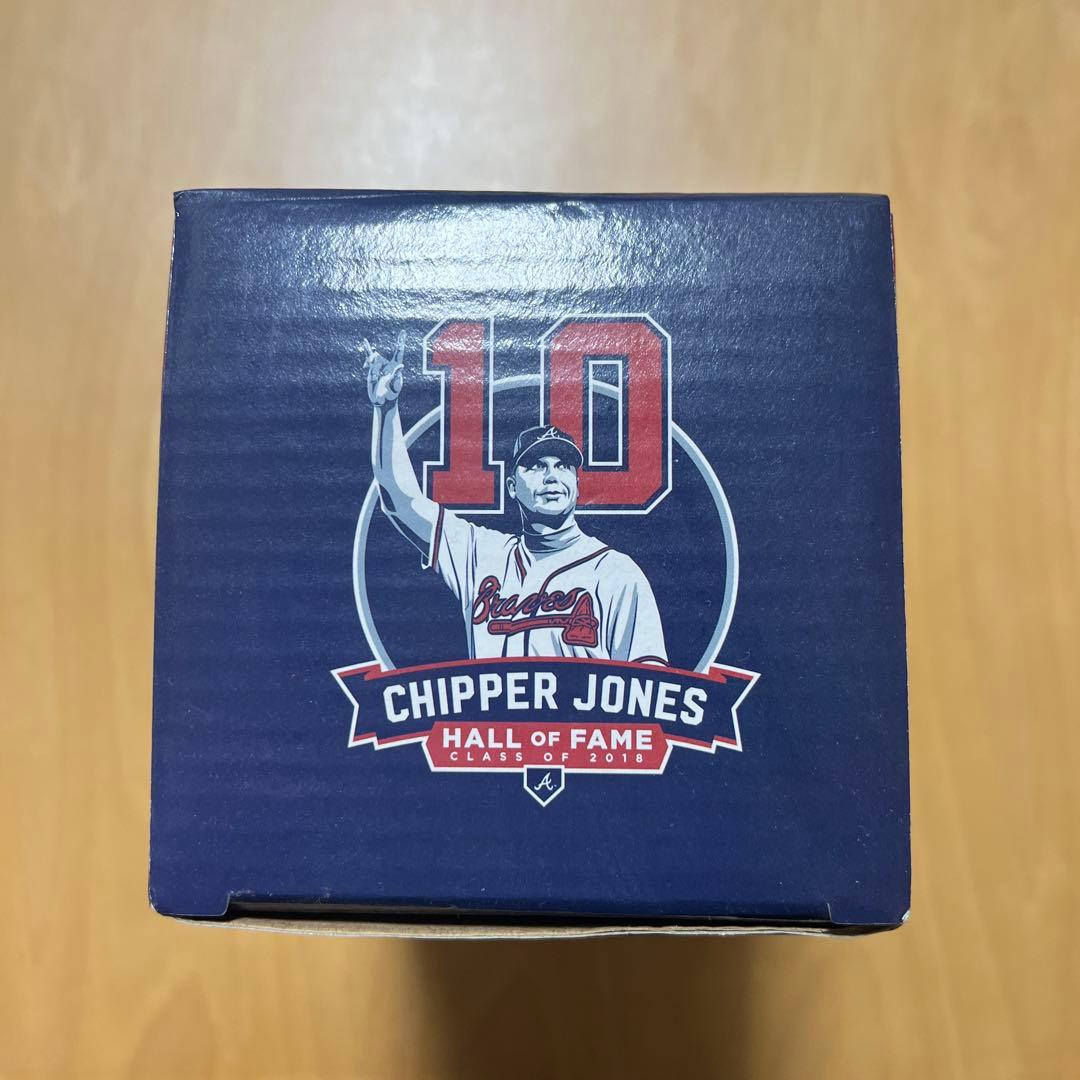 10
A
Braves
CHIPPER JONES
HALL OF FAME
CLASS OF 2018
A